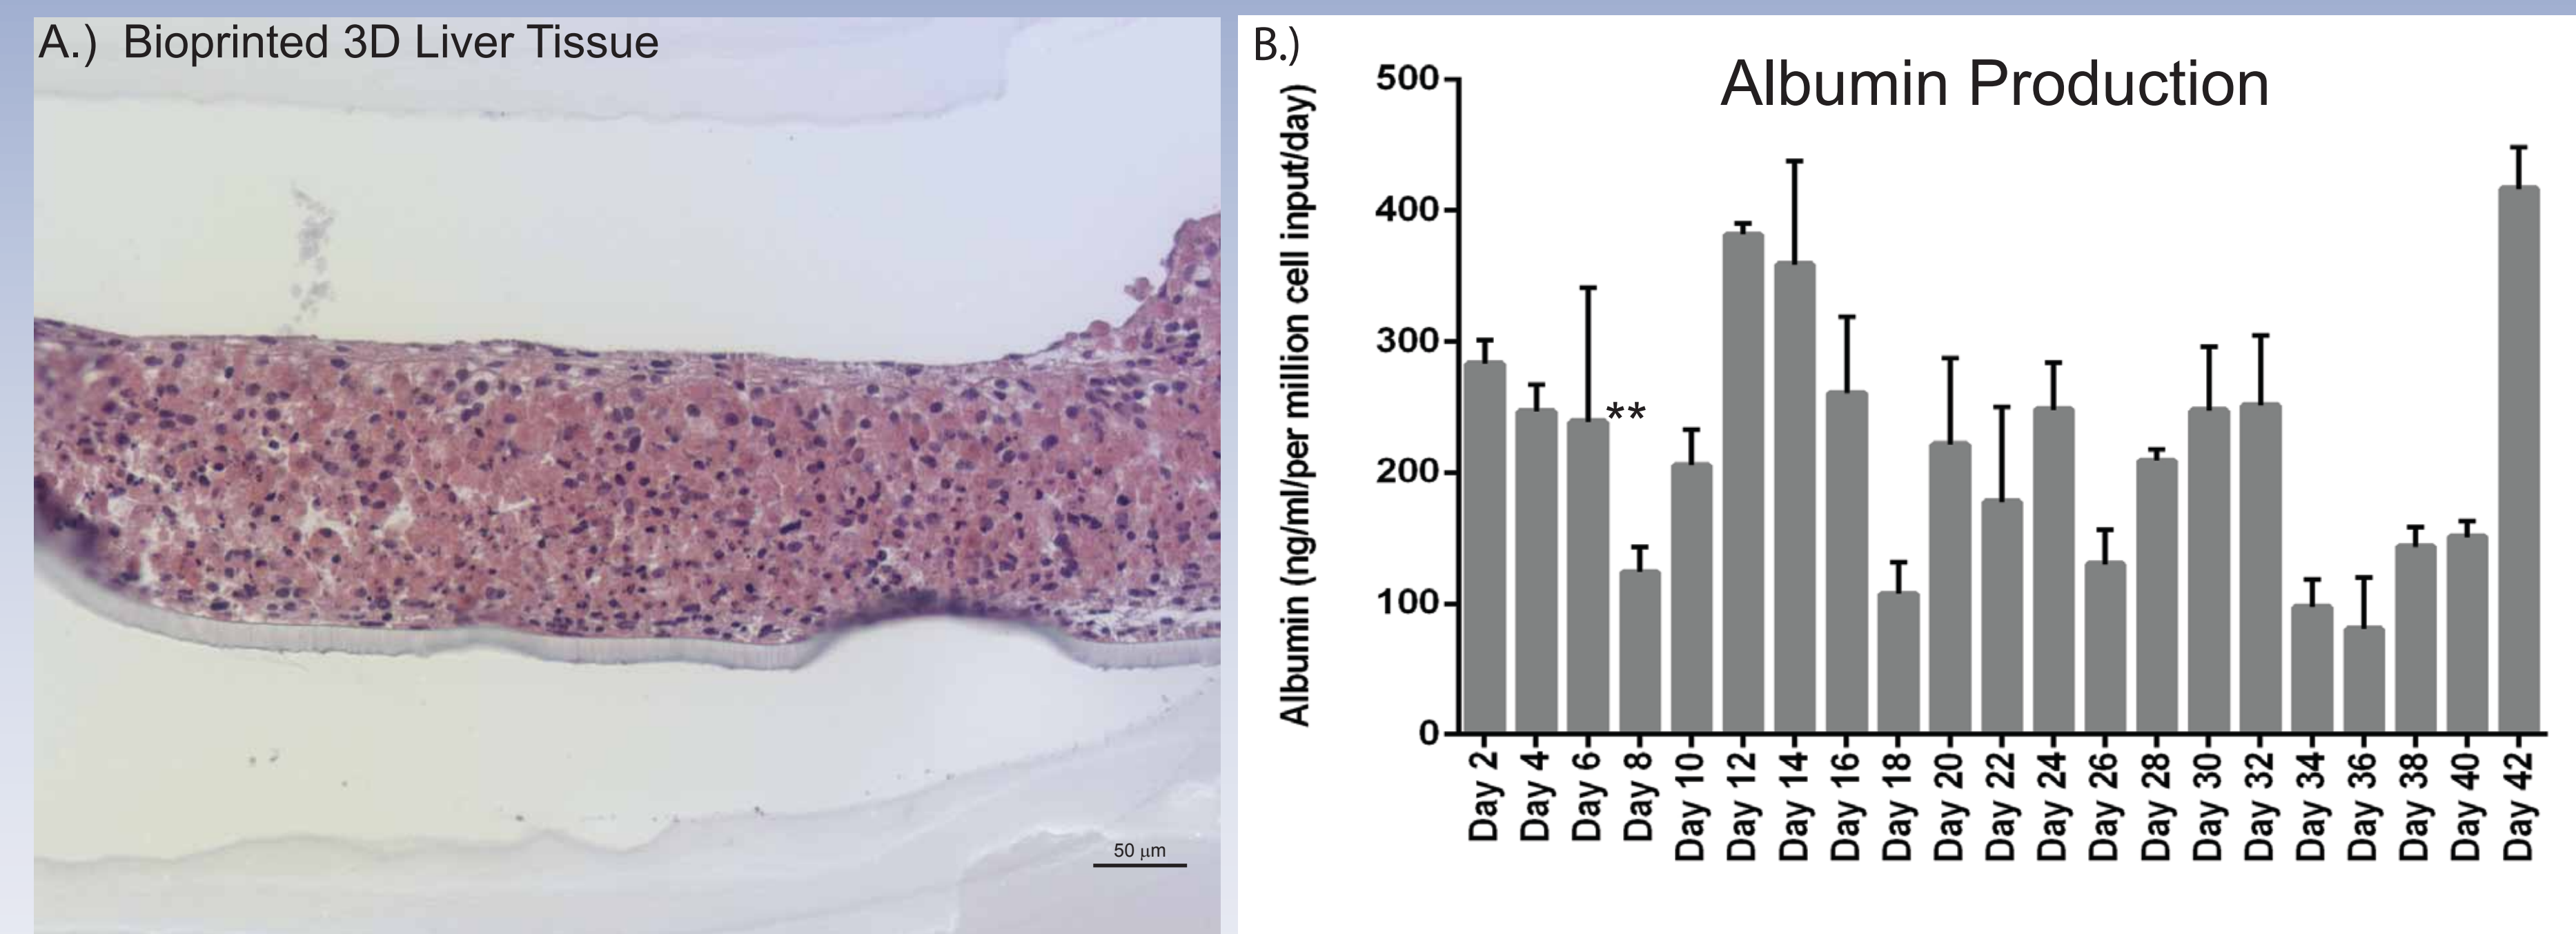 A.) Bioprinted 3D Liver Tissue
50 μm
B.)
Albumin Production
Albumin (ng/ml/per million cell input/day)
500
400
300
200
100
0
**
Day 2
Day 4
Day 6
Day 8
Day 10
Day 12
Day 14
Day 16
Day 18
Day 20
Day 22
Day 24
Day 26
Day 28
Day 30
Day 32
Day 34
Day 36
Day 38
Day 40
Day 42